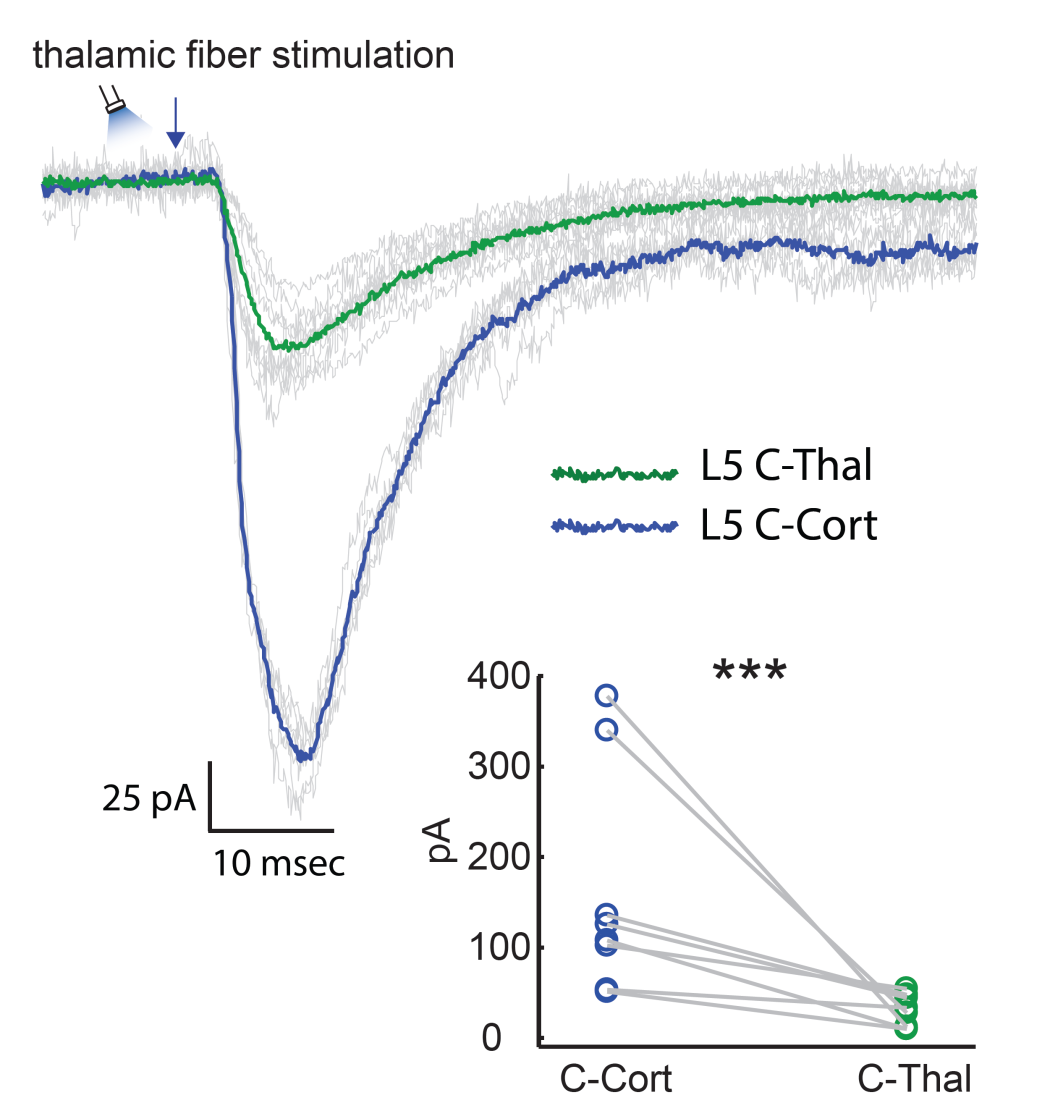 thalamic fiber stimulation
L5 C-Thal
L5 C-Cort
25 pA
10 msec
***
400
300
200
100
0
pA
C-Cort
C-Thal